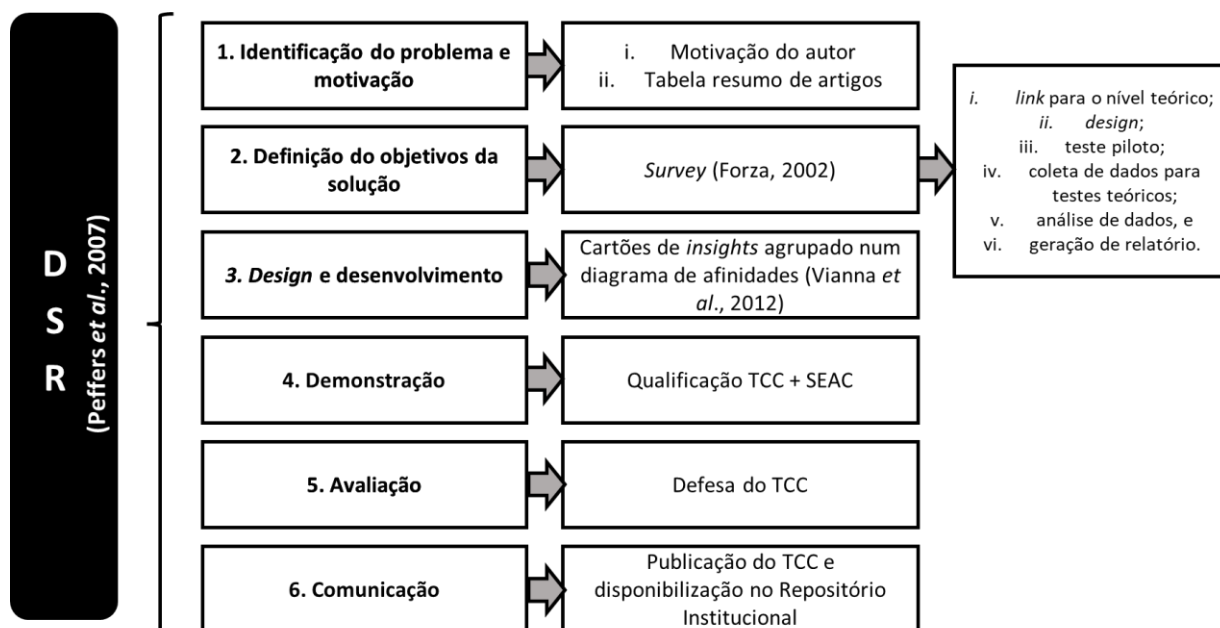 D
S
R
(Peffers et al., 2007)
1. Identificação do problema e
motivação
i. Motivação do autor
ii. Tabela resumo de artigos
2. Definição do objetivos da
solução
Survey (Forza, 2002)
i. link para o nível teórico;
ii. design;
iii. teste piloto;
iv. coleta de dados para
testes teóricos;
v. análise de dados, e
vi. geração de relatório.
3. Design e desenvolvimento
Cartões de insights agrupado num
diagrama de afinidades (Vianna et
al., 2012)
4. Demonstração
Qualificação TCC + SEAC
5. Avaliação
Defesa do TCC
6. Comunicação
Publicação do TCC e
disponibilização no Repositório
Institucional